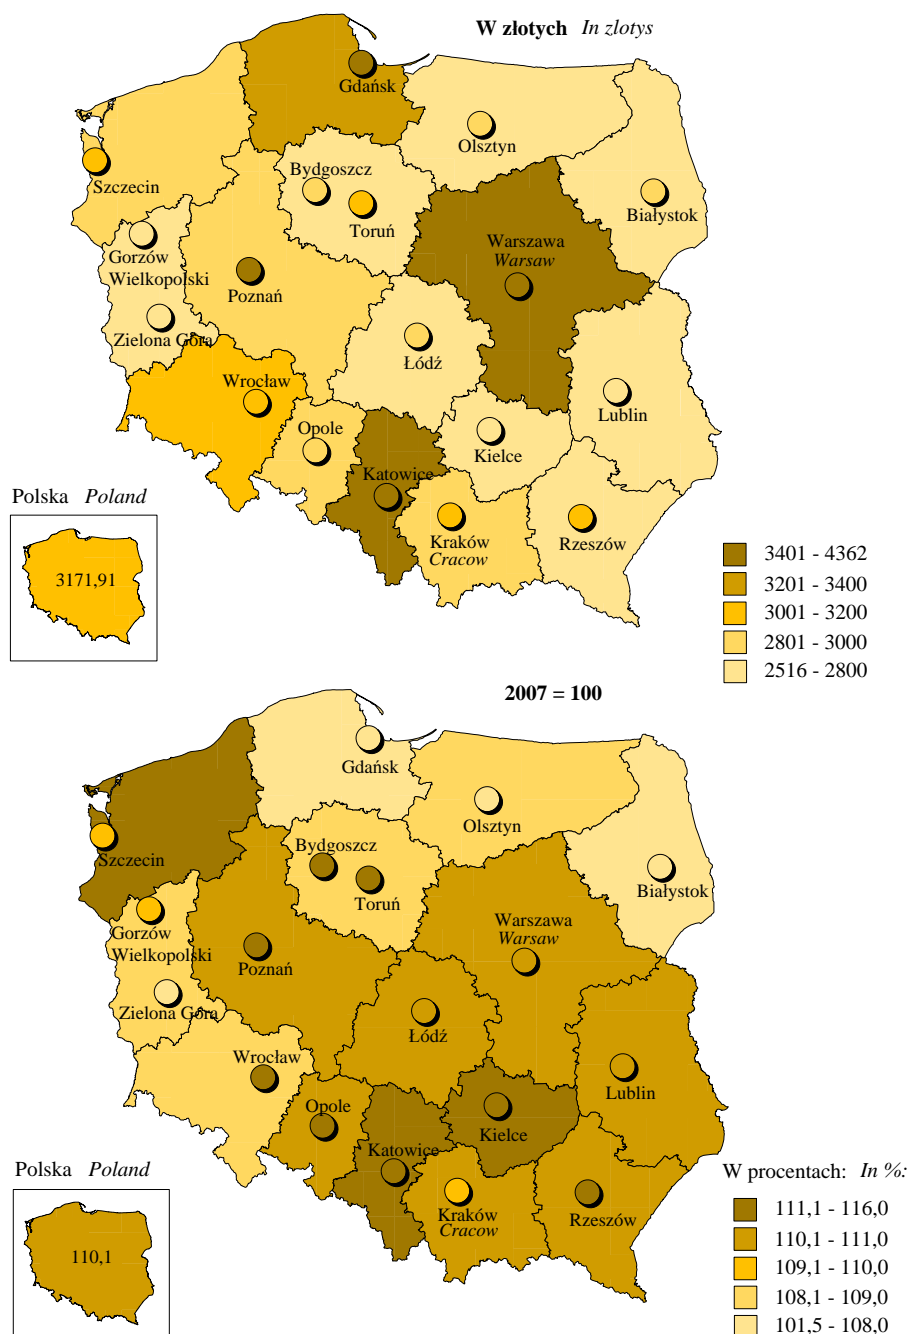 W złotych In zlotys
Gdańsk
Olsztyn
Bydgoszcz
Szczecin
Białystok
Toruń
Warszawa
Warsaw
Gorzów
Wielkopolski
Poznań
Zielona Góra
Łódź
Wrocław
Lublin
Opole
Kielce
Katowice
Polska Poland
Kraków
Cracow
Rzeszów
3171,91
3401 - 4362
3201 - 3400
3001 - 3200
2801 - 3000
2516 - 2800
2007 = 100
Gdańsk
Olsztyn
Bydgoszcz
Szczecin
Białystok
Toruń
Warszawa
Warsaw
Gorzów
Wielkopolski
Poznań
Zielona Góra
Łódź
Wrocław
Lublin
Opole
Kielce
Katowice
Polska Poland
Kraków
Cracow
Rzeszów
110,1
W procentach: In %:
111,1 - 116,0
110,1 - 111,0
109,1 - 110,0
108,1 - 109,0
101,5 - 108,0